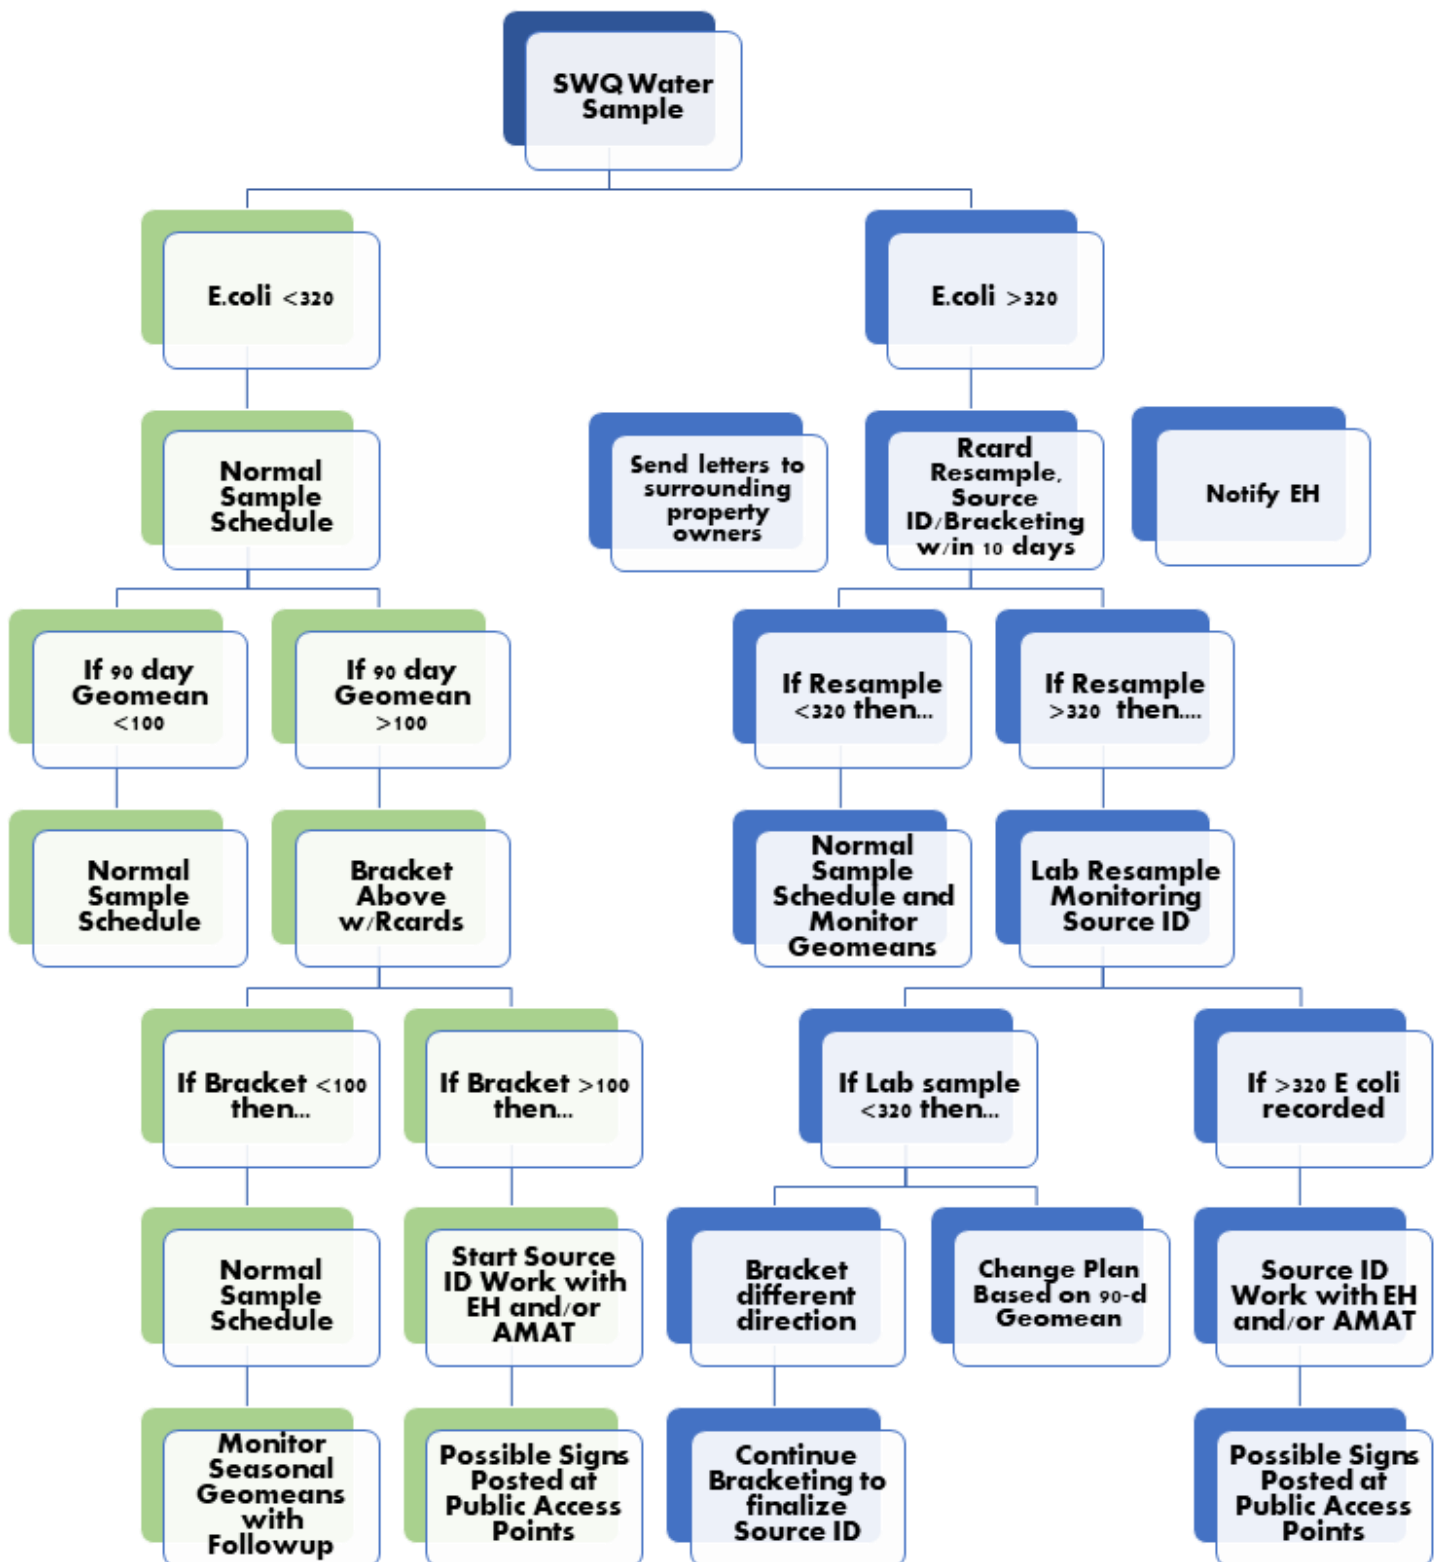 SWQ Water
Sample
E.coli <320
E.coli >320
Normal
Sample
Schedule
Send letters to
surrounding
property
owners
Rcard
Resample,
Source
ID/Bracketing
w/in 10 days
Notify EH
If 90 day
Geomean
<100
If 90 day
Geomean
>100
If Resample
<320 then...
If Resample
>320 then....
Normal
Sample
Schedule
Bracket
Above
w/Rcards
Normal
Sample
Schedule and
Monitor
Geomeans
Lab Resample
Monitoring
Source ID
If Bracket <100
then...
If Bracket >100
then...
If Lab sample
<320 then...
If >320 E coli
recorded
Normal
Sample
Schedule
Start Source
ID Work with
EH and/or
AMAT
Bracket
different
direction
Change Plan
Based on 90-d
Geomean
Source ID
Work with EH
and/or AMAT
Monitor
Seasonal
Geomeans
with
Followup
Possible Signs
Posted at
Public Access
Points
Continue
Bracketing to
finalize
Source ID
Possible Signs
Posted at
Public Access
Points